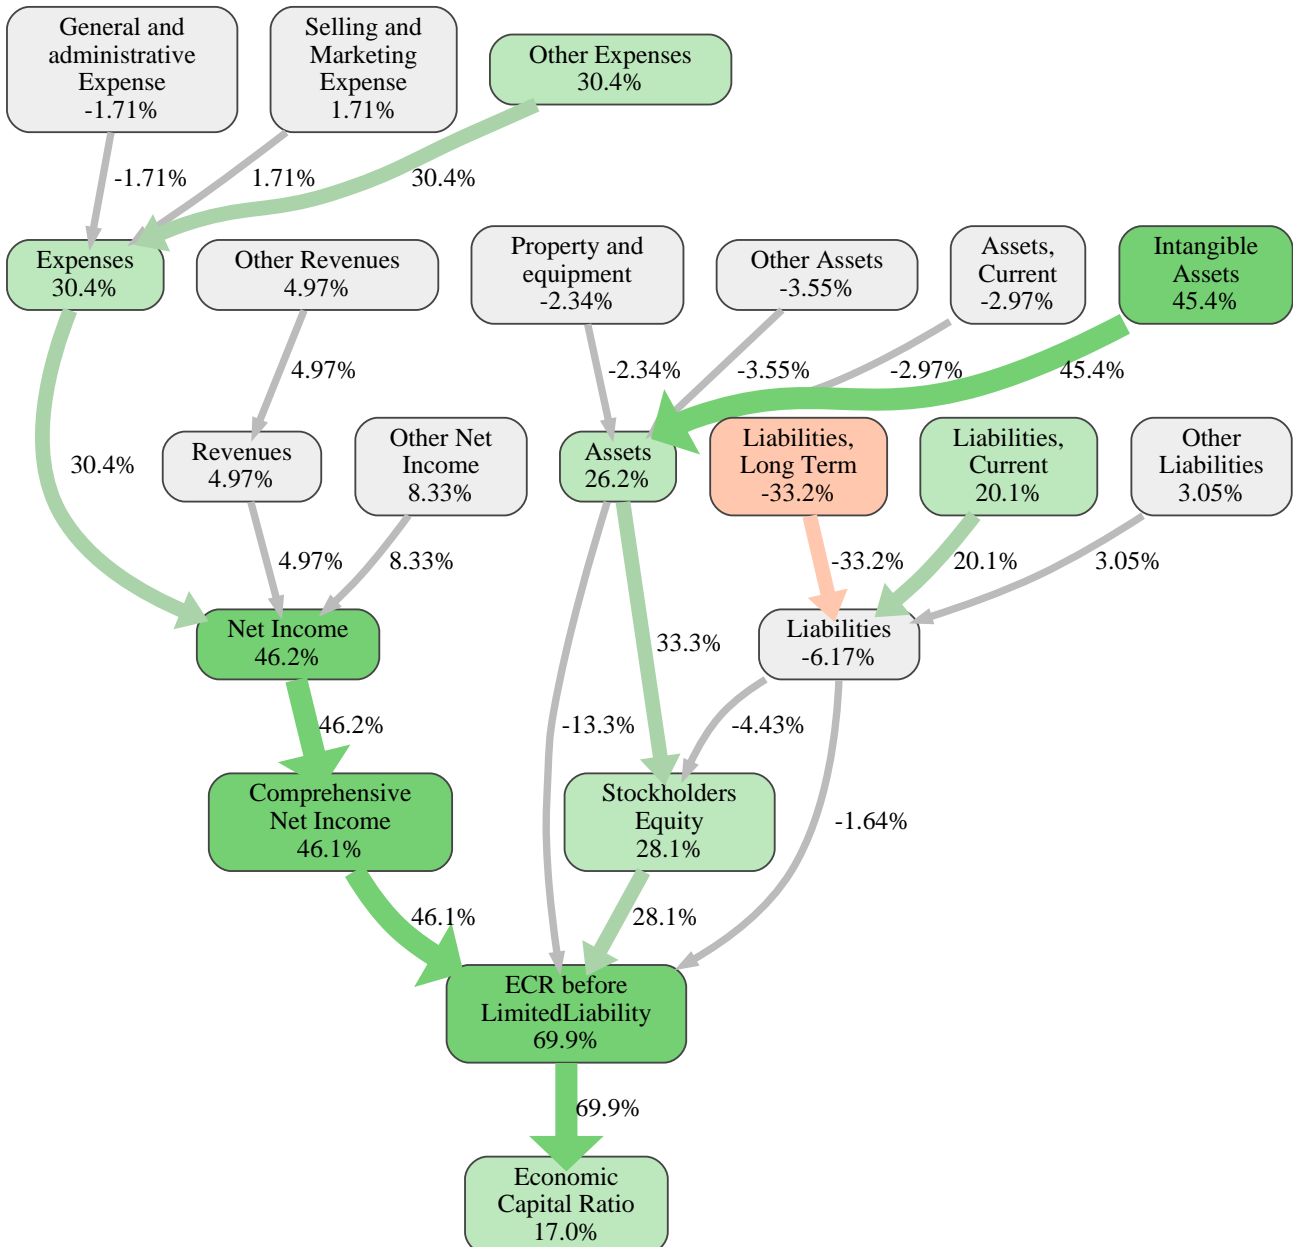 General and
administrative
Expense
-1.71%
Selling and
Marketing
Expense
1.71%
Other Expenses
30.4%
-1.71%
1.71%
30.4%
Expenses
30.4%
Other Revenues
4.97%
Property and
equipment
-2.34%
Other Assets
-3.55%
Assets,
Current
-2.97%
Intangible
Assets
45.4%
4.97%
-2.34%
-3.55%
-2.97%
45.4%
30.4%
Revenues
4.97%
Other Net
Income
8.33%
Assets
26.2%
Liabilities,
Long Term
-33.2%
Liabilities,
Current
20.1%
Other
Liabilities
3.05%
4.97%
8.33%
-33.2%
20.1%
3.05%
Net Income
46.2%
33.3%
Liabilities
-6.17%
46.2%
-13.3%
-4.43%
Comprehensive
Net Income
46.1%
Stockholders
Equity
28.1%
-1.64%
46.1%
28.1%
ECR before
LimitedLiability
69.9%
69.9%
Economic
Capital Ratio
17.0%